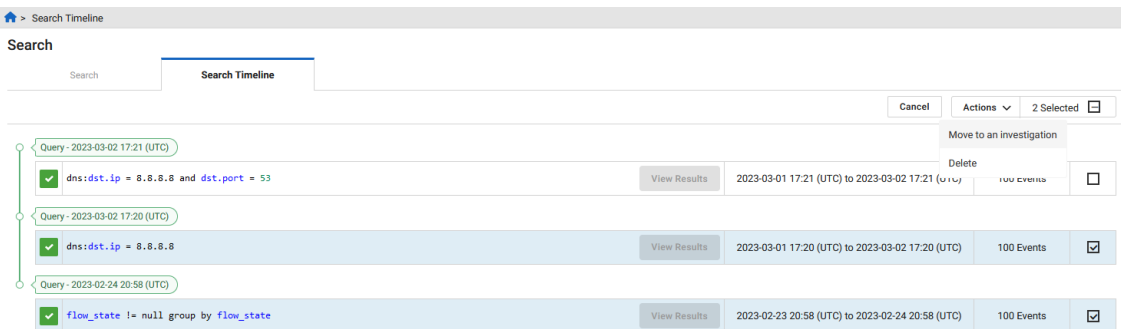 > Search Timeline
Search
Search Search Timeline
Cancel Actions 2 Selected
Move to an investigation
Delete
Query - 2023-03-02 17:21 (UTC)
dns:dst.ip = 8.8.8.8 and dst.port = 53 View Results 2023-03-01 17:21 (UTC) to 2023-03-02 17:21 (UTC) 100 Events
Query - 2023-03-02 17:20 (UTC)
dns:dst.ip = 8.8.8.8 View Results 2023-03-01 17:20 (UTC) to 2023-03-02 17:20 (UTC) 100 Events
Query - 2023-02-24 20:58 (UTC)
flow_state != null group by flow_state View Results 2023-02-23 20:58 (UTC) to 2023-02-24 20:58 (UTC) 100 Events